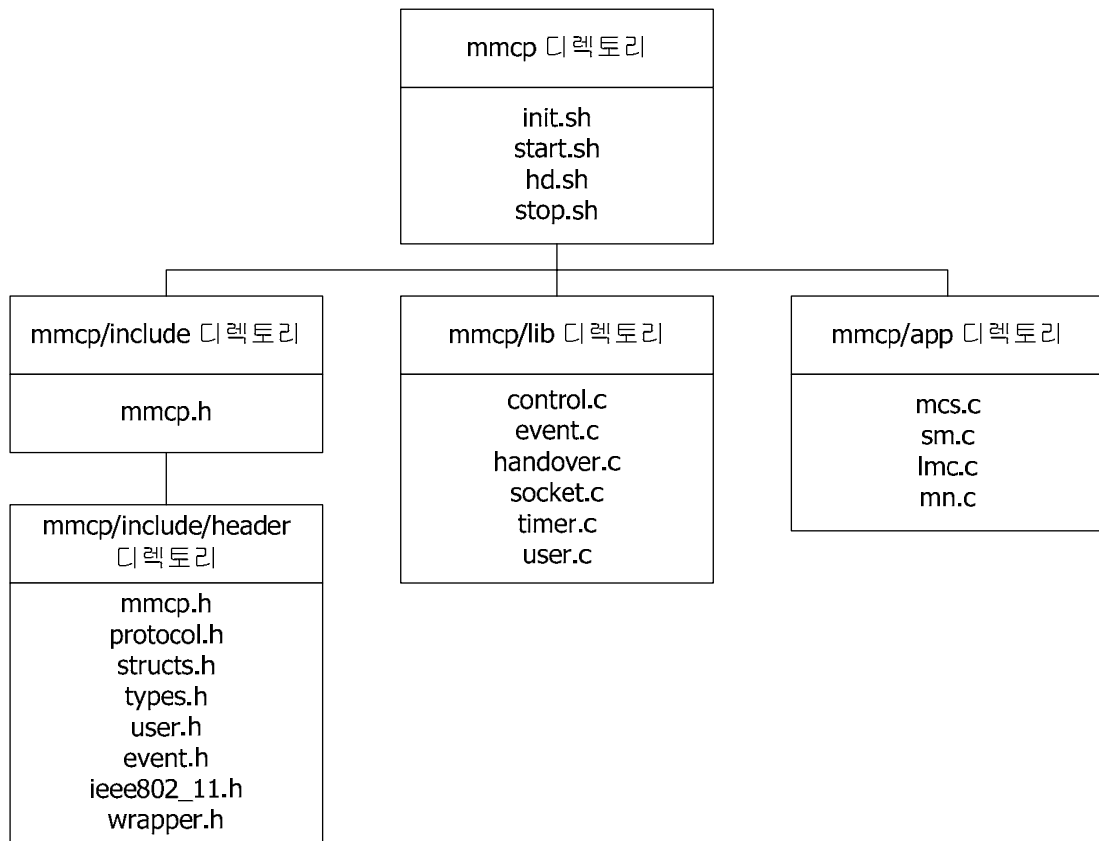 mmcp 디렉토리
init.sh
start.sh
hd.sh
stop.sh
mmcp/include 디렉토리
mmcp.h
mmcp/include/header
디렉토리
mmcp.h
protocol.h
structs.h
types.h
user.h
event.h
ieee802_11.h
wrapper.h
mmcp/lib 디렉토리
control.c
event.c
handover.c
socket.c
timer.c
user.c
mmcp/app 디렉토리
mcs.c
sm.c
lmc.c
mn.c